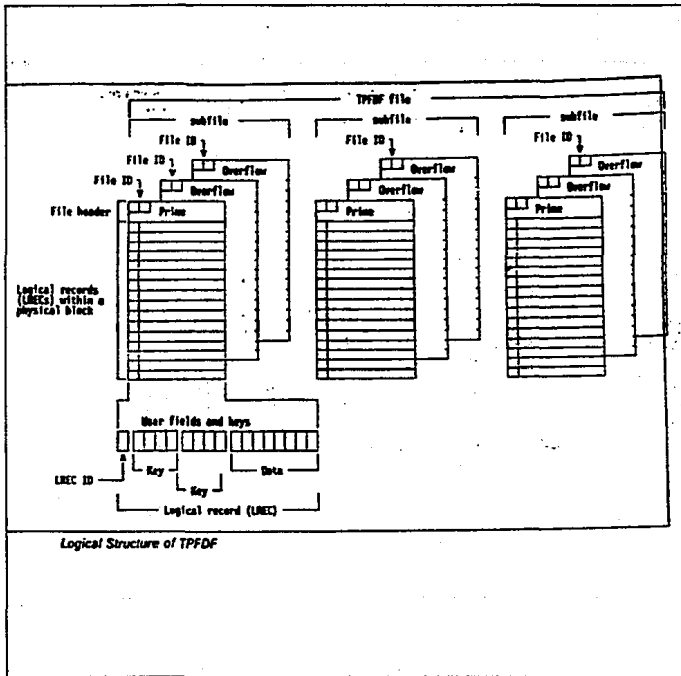 TPFDF file
subfile
subfile
subfile
File ID
File ID
File ID
File ID
File ID
Overflow
Overflow
Overflow
Overflow
Overflow
Overflow
File header
Prime
Prime
Prime
Logical records
(LRECs) within a
physical block
User fields and keys
LREC ID
Key
Data
Key
Logical record (LREC)
Logical Structure of TPFDF